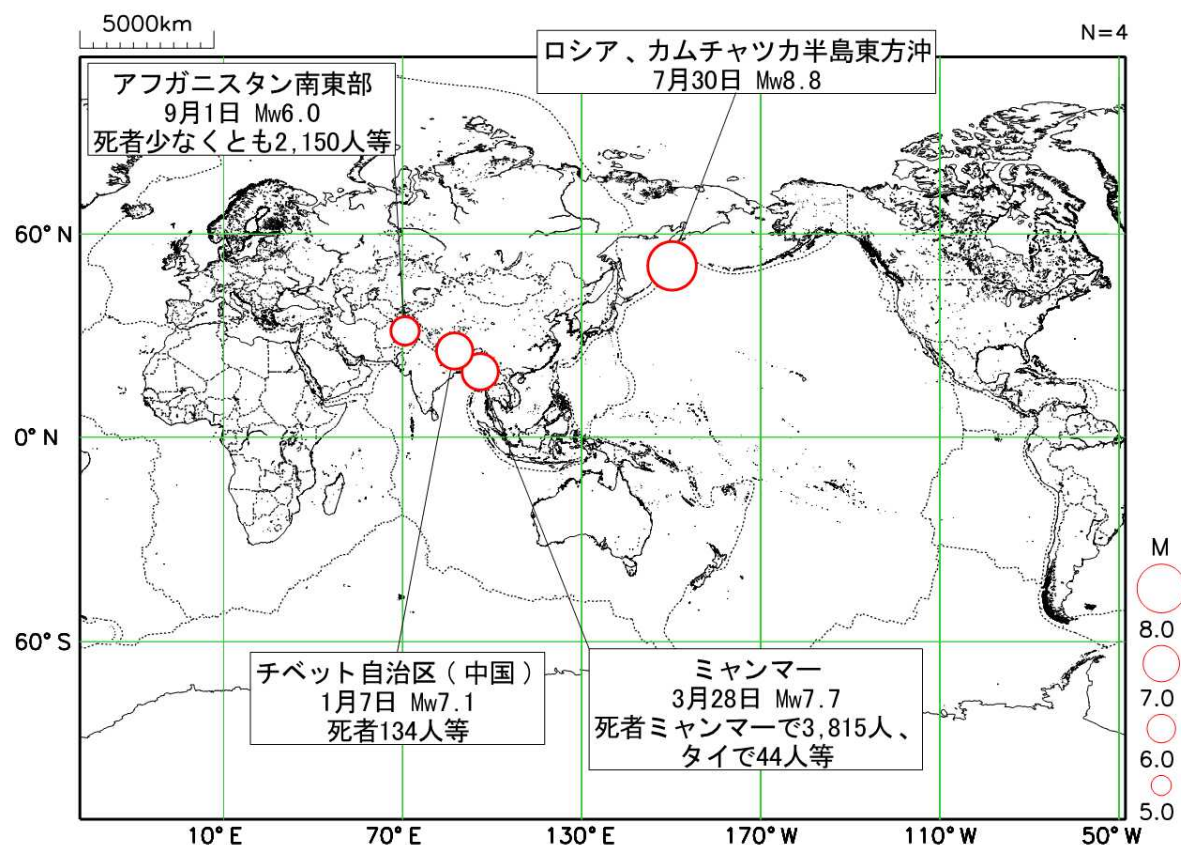 5000km
N=4
ロシア、カムチャツカ半島東方沖
7月30日 Mw8.8
アフガニスタン南東部
9月1日 Mw6.0
死者少なくとも2,150人等
60°N
0°N
60°S
チベット自治区(中国)
1月7日 Mw7.1
死者134人等
ミャンマー
3月28日 Mw7.7
死者ミャンマーで3,815人、
タイで44人等
M
8.0
7.0
6.0
5.0
10°E 70°E 130°E 170°W 110°W 50°W